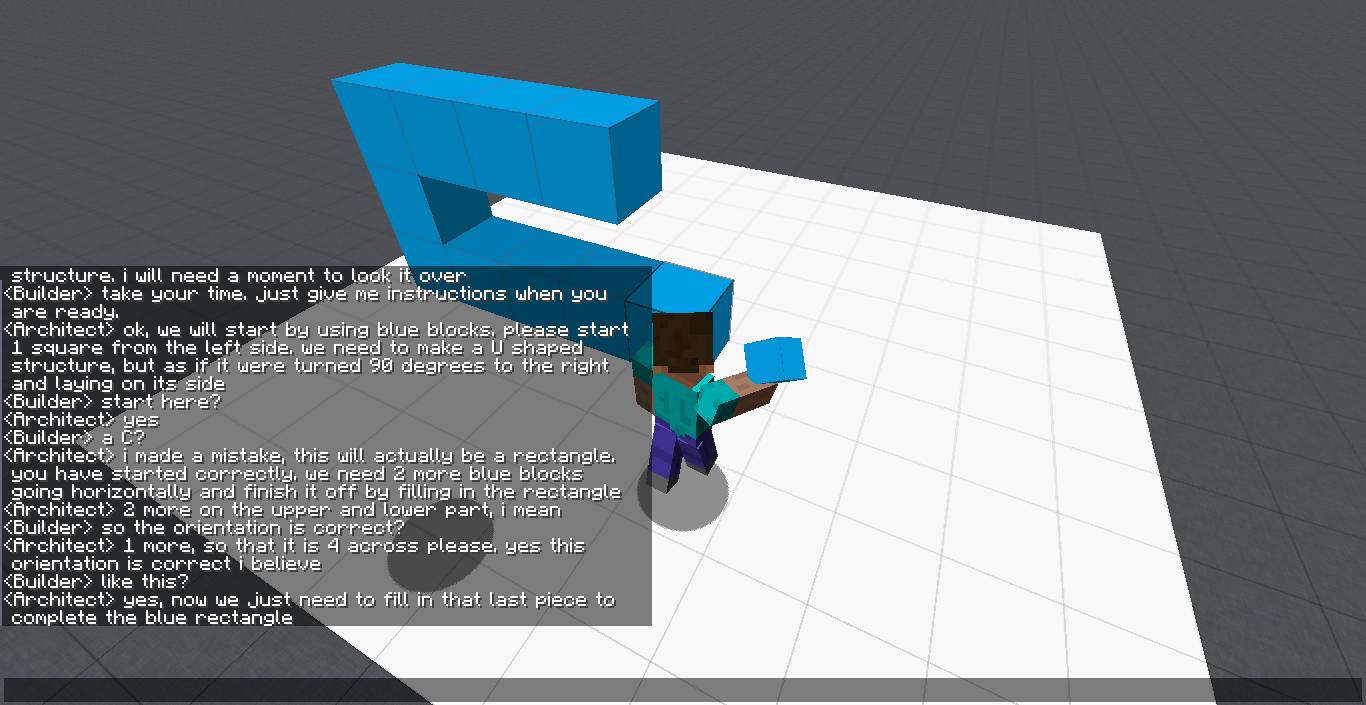 structure, i will need a moment to look it over
<Builder> take your time. just give me instructions when you
are ready.
<Architect> ok, we will start by using blue blocks. please start
1 square from the left side. we need to make a U shaped
structure, but as if it were turned 90 degrees to the right
and laying on its side
<Builder> start here?
<Architect> yes
<Builder> a C?
<Architect> i made a mistake, this will actually be a rectangle.
you have started correctly. we need 2 more blue blocks
going horizontally and finish it off by filling in the rectangle
<Architect> 2 more on the upper and lower part, i mean
<Builder> so the orientation is correct?
<Architect> 1 more, so that it is 4 across please. yes this
orientation is correct i believe
<Builder> like this?
<Architect> yes, now we just need to fill in that last piece to
complete the blue rectangle